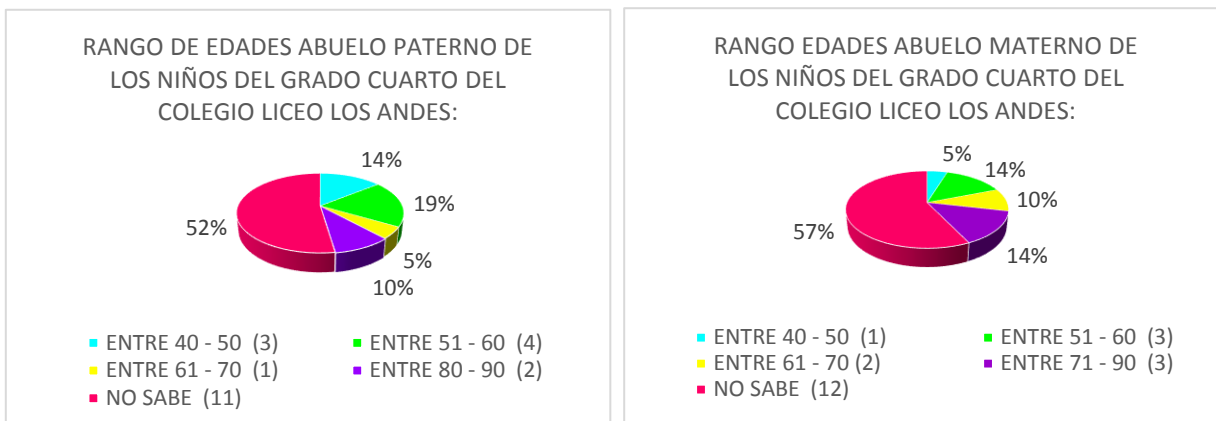 RANGO DE EDADES ABUELO PATERNO DE
LOS NIÑOS DEL GRADO CUARTO DEL
COLEGIO LICEO LOS ANDES:
14%
19%
5%
10%
52%
ENTRE 40 - 50 (3)
ENTRE 51 - 60 (4)
ENTRE 61 - 70 (1)
ENTRE 80 - 90 (2)
NO SABE (11)
RANGO EDADES ABUELO MATERNO DE
LOS NIÑOS DEL GRADO CUARTO DEL
COLEGIO LICEO LOS ANDES:
5%
14%
10%
14%
57%
ENTRE 40 - 50 (1)
ENTRE 51 - 60 (3)
ENTRE 61 - 70 (2)
ENTRE 71 - 90 (3)
NO SABE (12)